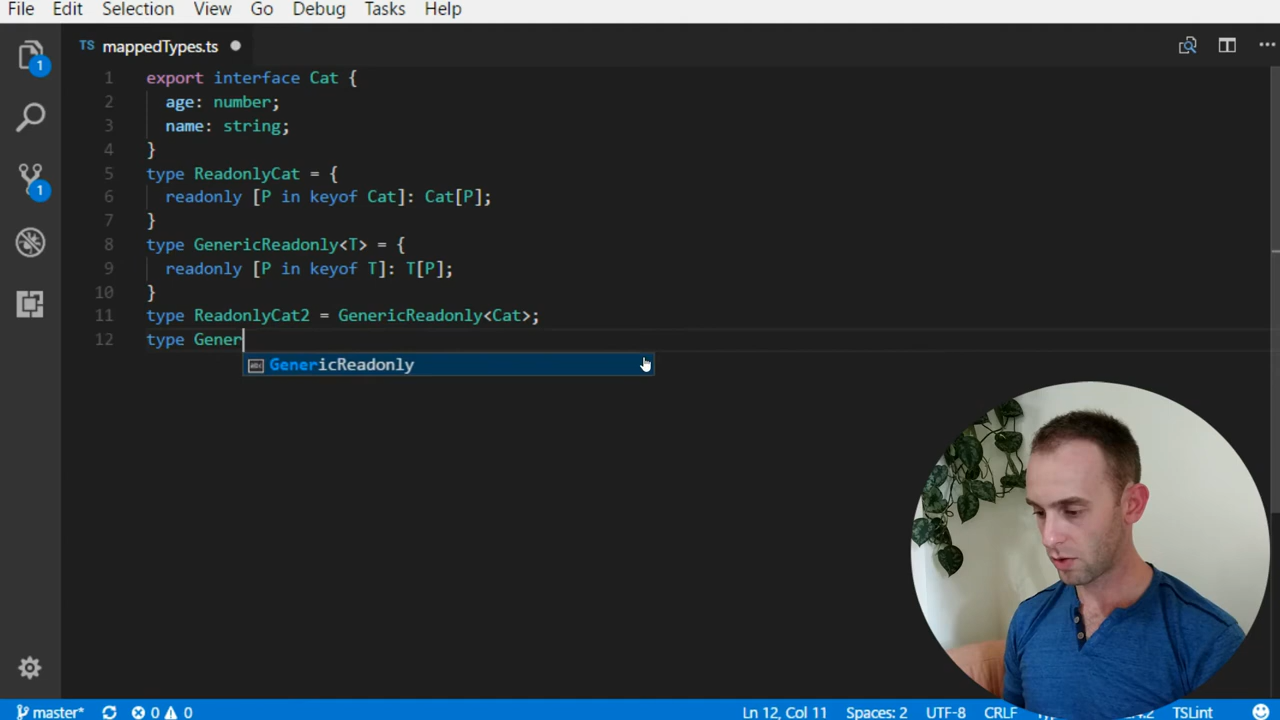 File Edit Selection View Go Debug Tasks Help
TS mappedTypes.ts
1 export interface Cat {
2 age: number;
3 name: string;
4 }
5 type ReadonlyCat = {
6 readonly [P in keyof Cat]: Cat[P];
7 }
8 type GenericReadonly<T> = {
9 readonly [P in keyof T]: T[P];
10 }
11 type ReadonlyCat2 = GenericReadonly<Cat>;
12 type Gener
abc GenericReadonly
1
1
master* 0 0 Ln 12, Col 11 Spaces: 2 UTF-8 CRLF TSLint